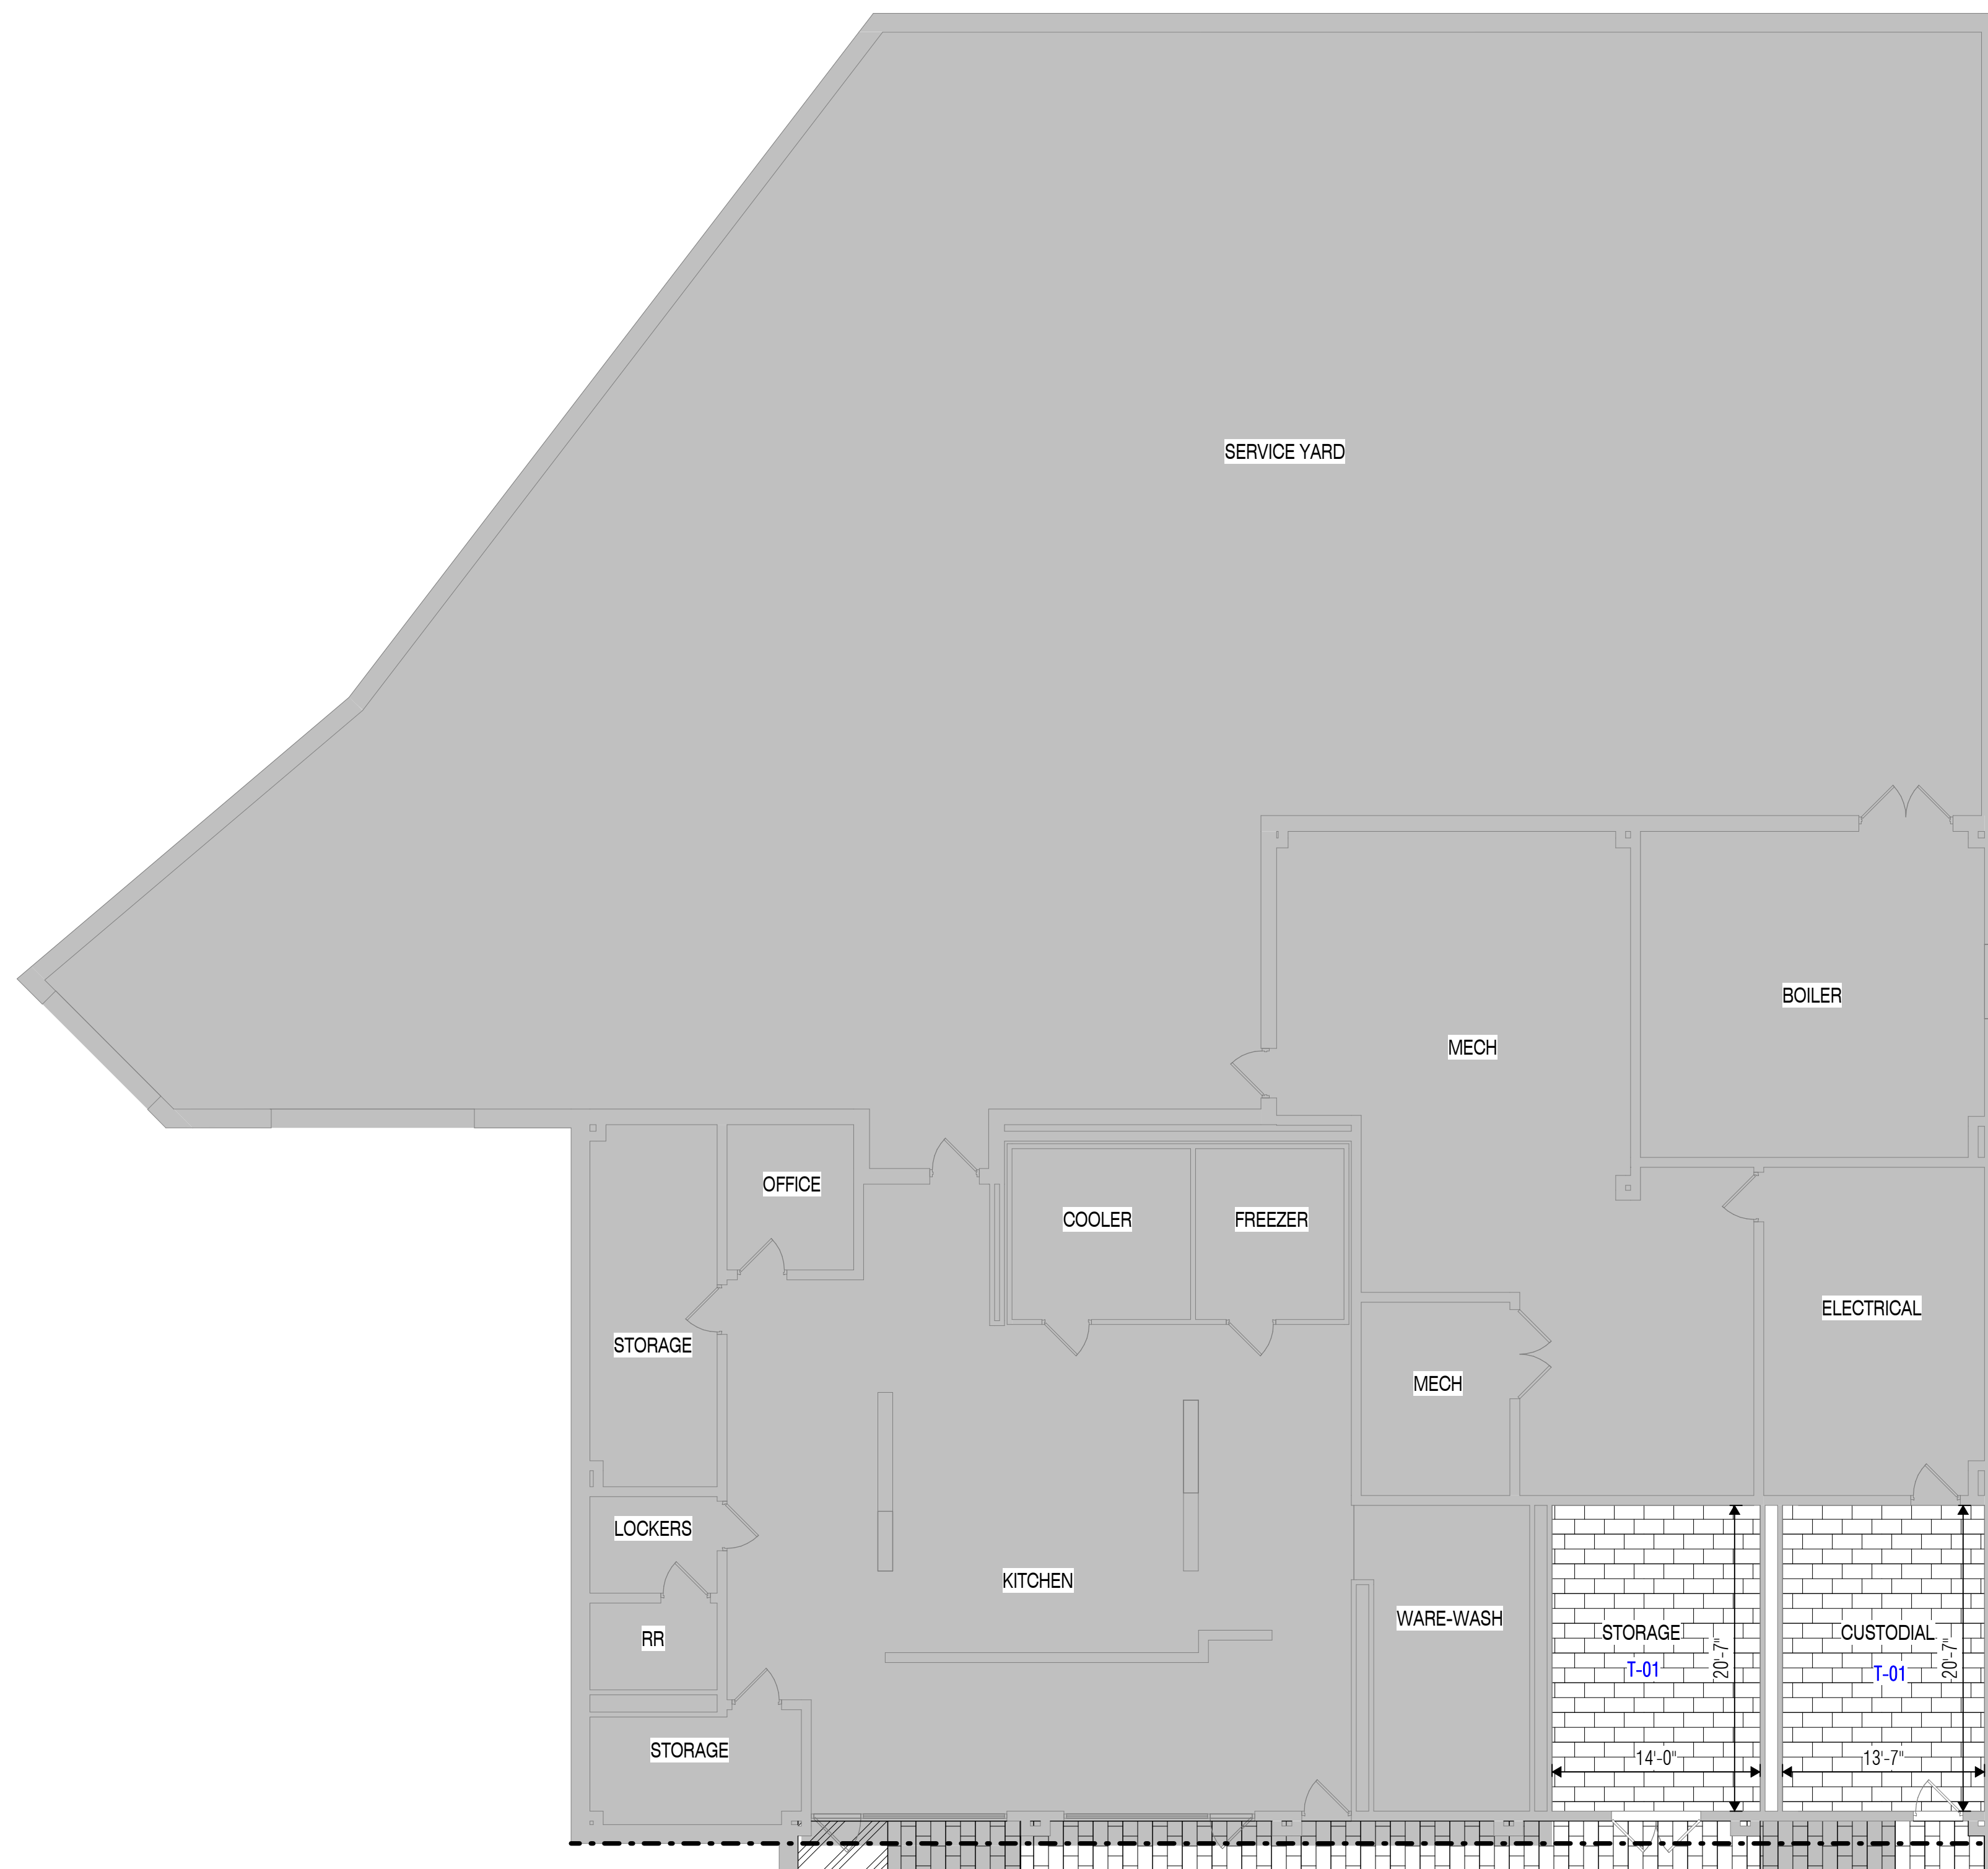 SERVICE YARD
BOILER
MECH
OFFICE
COOLER
FREEZER
ELECTRICAL
STORAGE
MECH
LOCKERS
KITCHEN
WARE-WASH
STORAGE
CUSTODIAL
RR
20'-7"
20'-7"
T-01
T-01
STORAGE
14'-0"
13'-7"